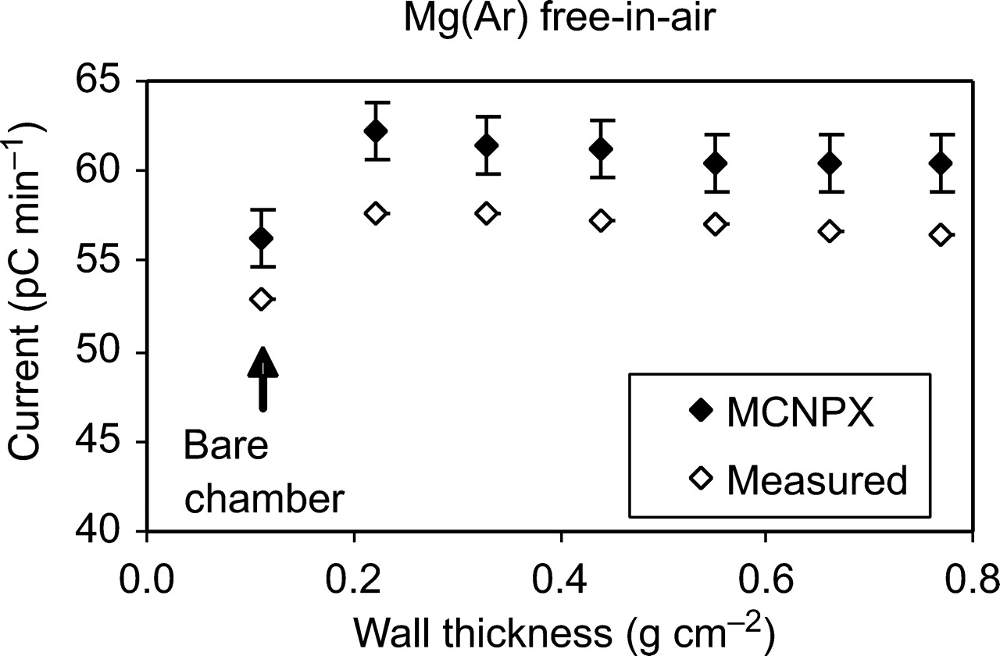 Mg(Ar) free-in-air
65
60
55
50
45
40
Current (pC min⁻¹)
Bare
chamber
MCNPX
Measured
0.0 0.2 0.4 0.6 0.8
Wall thickness (g cm⁻²)